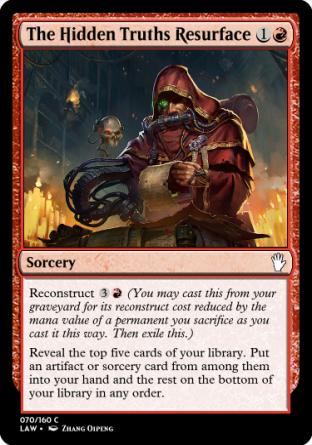 The Hidden Truths Resurface 1
Sorcery
Reconstruct 3 (You may cast this from your
graveyard for its reconstruct cost reduced by the
mana value of a permanent you sacrifice as you
cast it this way. Then exile this.)
Reveal the top five cards of your library. Put
an artifact or sorcery card from among them
into your hand and the rest on the bottom of
your library in any order.
070/160 C
LAW • Zhang Qipeng